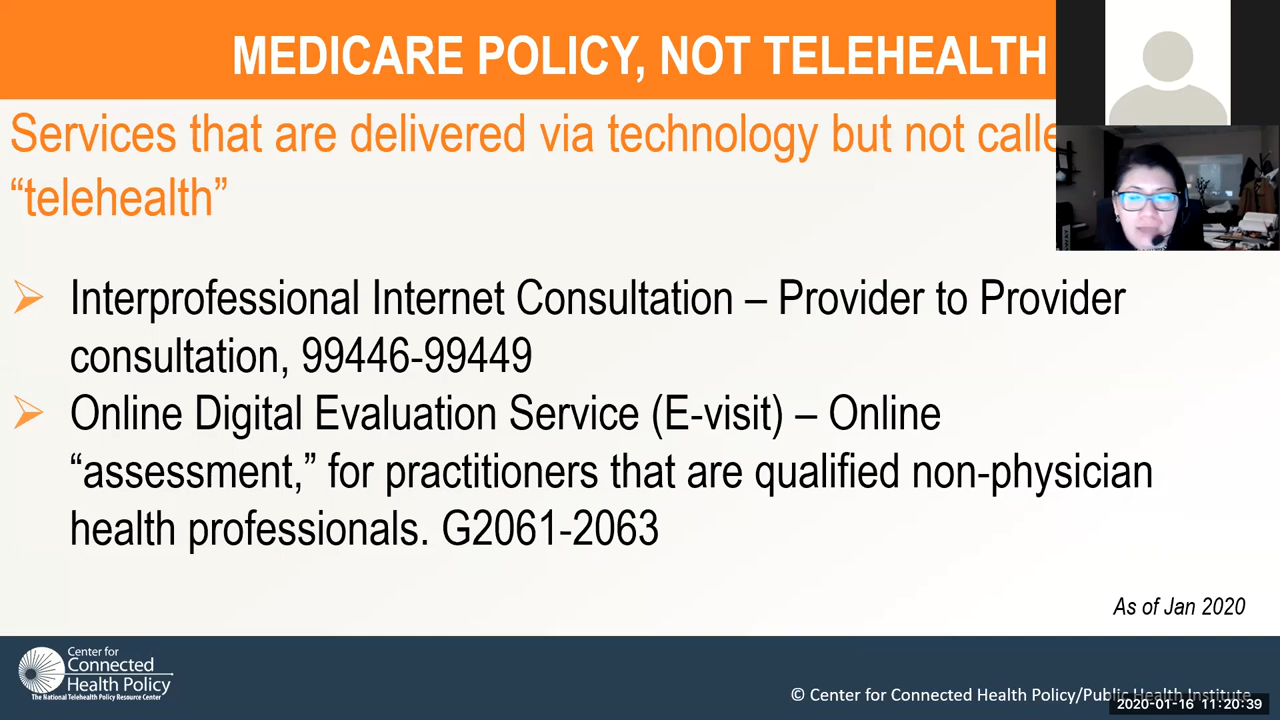 MEDICARE POLICY, NOT TELEHEALTH
Services that are delivered via technology but not calle
“telehealth”
Interprofessional Internet Consultation – Provider to Provider
consultation, 99446-99449
Online Digital Evaluation Service (E-visit) – Online
“assessment,” for practitioners that are qualified non-physician
health professionals. G2061-2063
As of Jan 2020
Center for
Connected
Health Policy
The National Telehealth Policy Resource Center
© Center for Connected Health Policy/Public Health Institute
2020-01-16 11:20:39